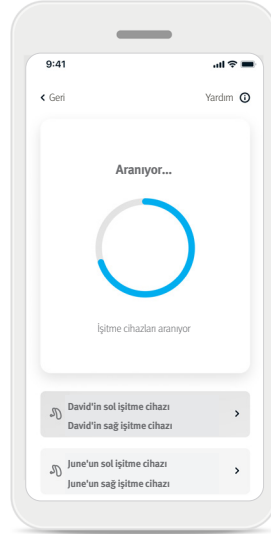 9:41
Geri
Yardım
Aranıyor...
İşitme cihazları aranıyor
David'in sol işitme cihazı
David'in sağ işitme cihazı
June'un sol işitme cihazı
June'un sağ işitme cihazı